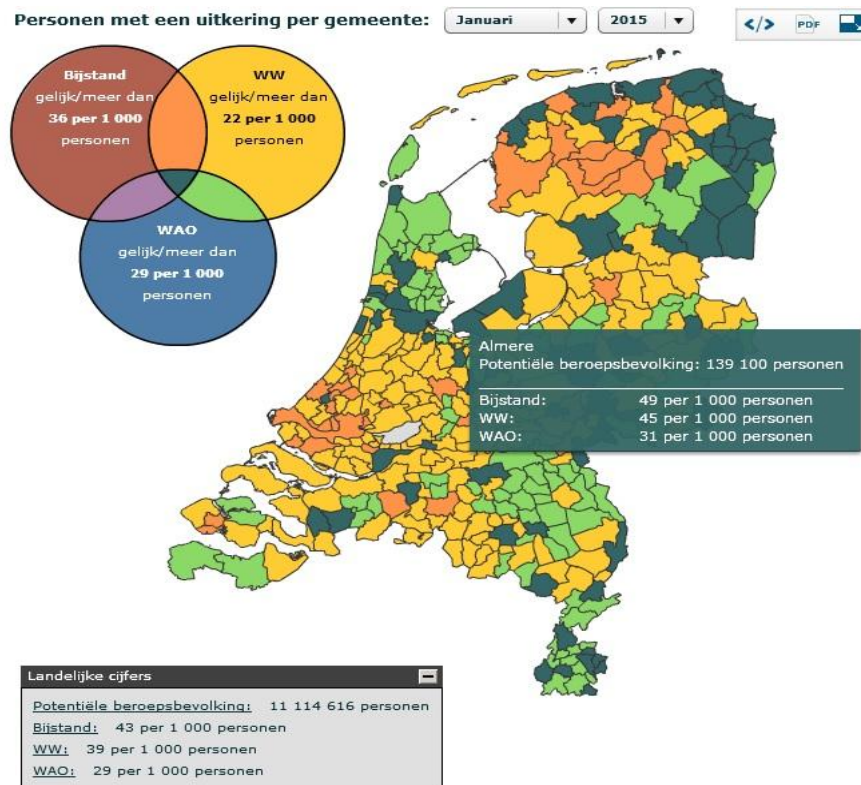 Personen met een uitkering per gemeente: Januari 2015
</> PDF
Bijstand
gelijk/meer dan
36 per 1 000
personen
WW
gelijk/meer dan
22 per 1 000
personen
WAO
gelijk/meer dan
29 per 1 000
personen
Almere
Potentiële beroepsbevolking: 139 100 personen
Bijstand: 49 per 1 000 personen
WW: 45 per 1 000 personen
WAO: 31 per 1 000 personen
Landelijke cijfers
Potentiële beroepsbevolking: 11 114 616 personen
Bijstand: 43 per 1 000 personen
WW: 39 per 1 000 personen
WAO: 29 per 1 000 personen